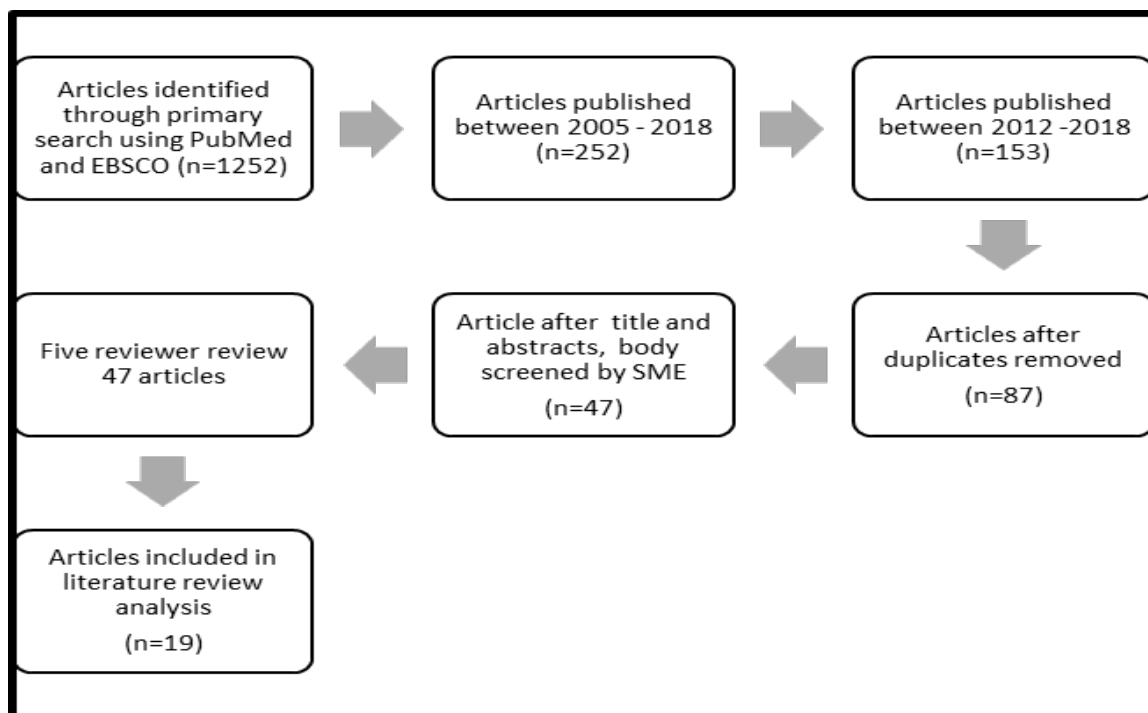 Articles identified
through primary
search using PubMed
and EBSCO (n=1252)
Articles published
between 2005 - 2018
(n=252)
Articles published
between 2012 -2018
(n=153)
Articles after
duplicates removed
(n=87)
Article after title and
abstracts, body
screened by SME
(n=47)
Five reviewer review
47 articles
Articles included in
literature review
analysis
(n=19)